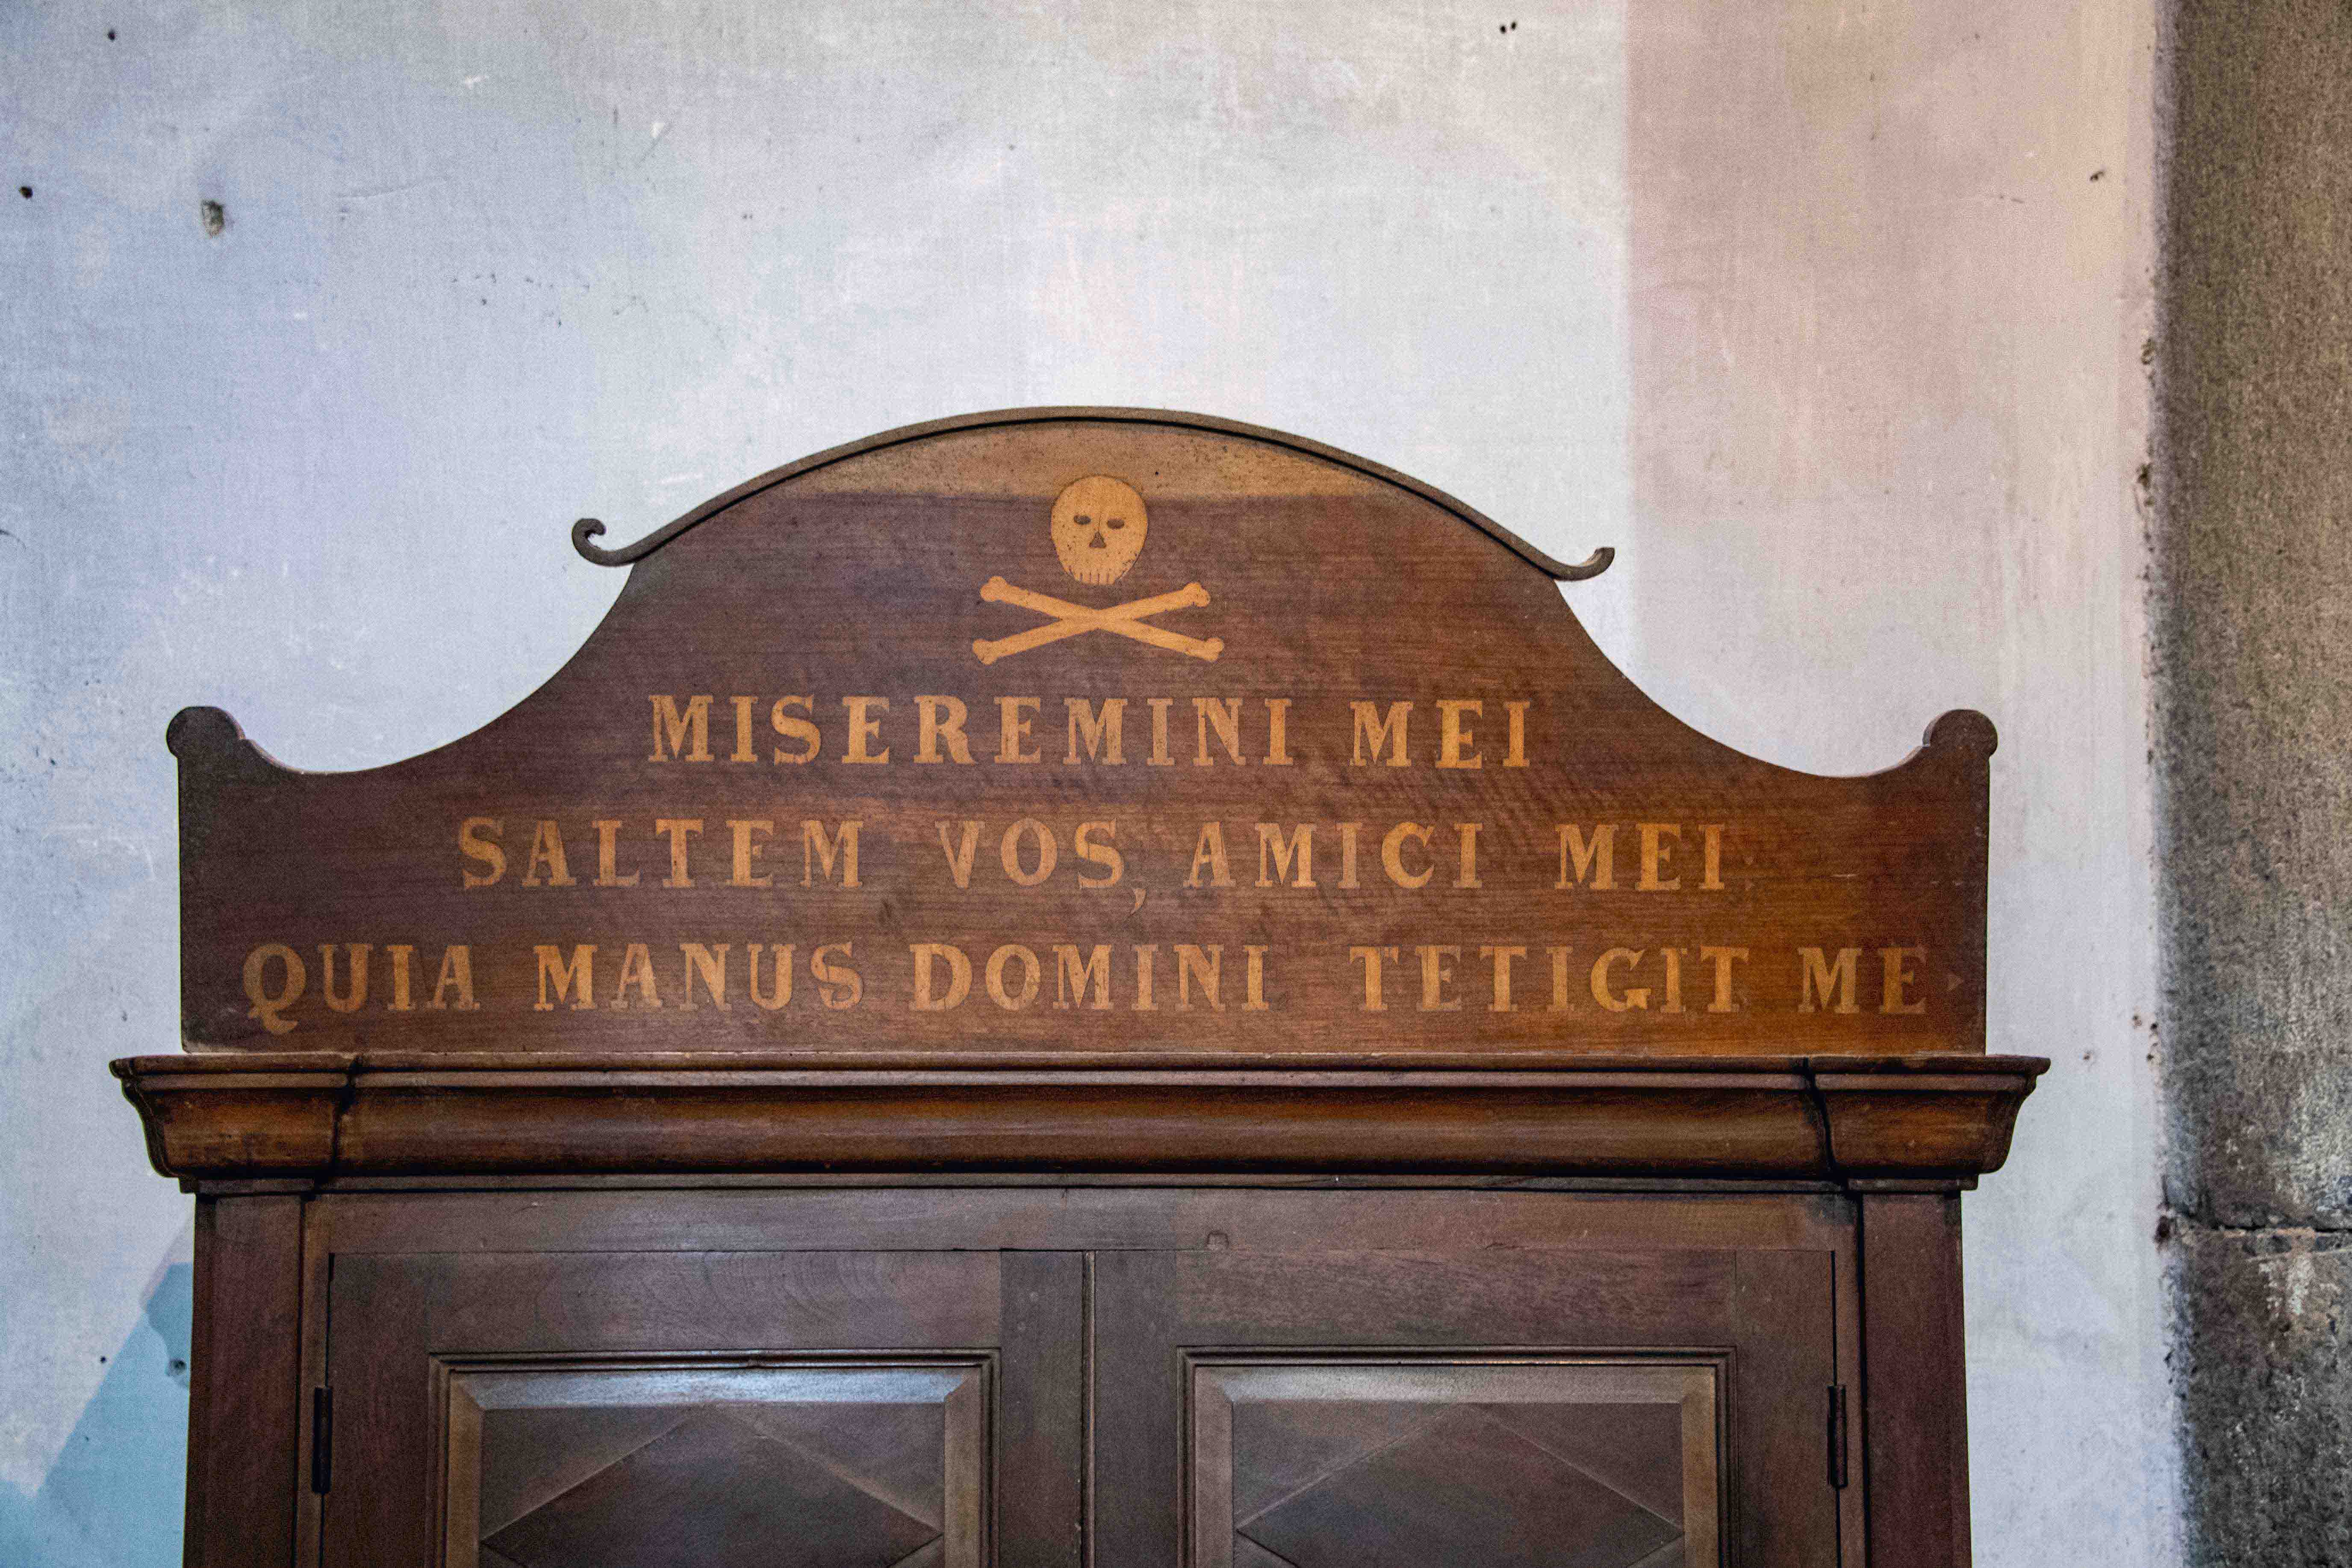 MISEREMINI MEI
SALTEM VOS, AMICI MEI
QUIA MANUS DOMINI TETIGIT ME